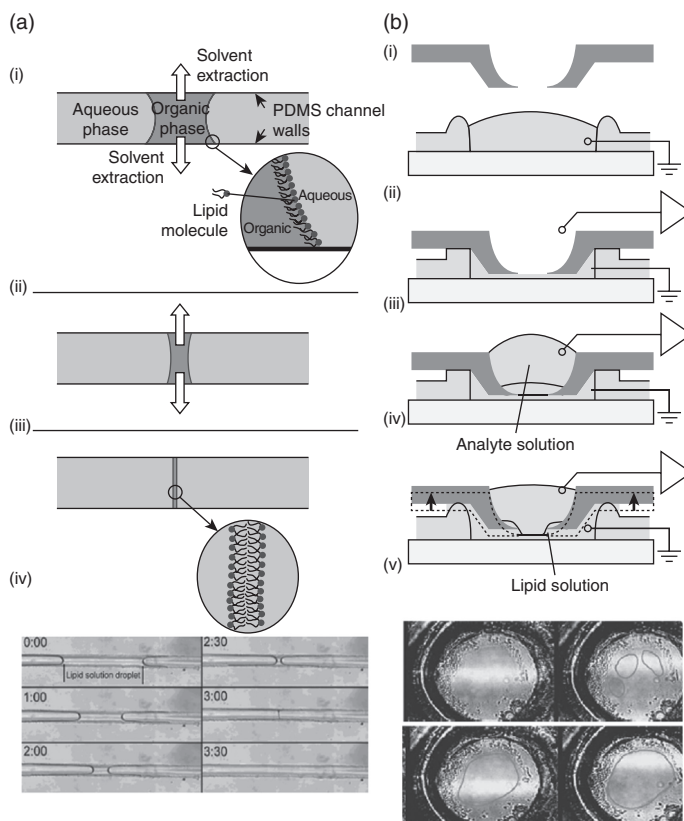 (a)
(i)
Solvent
extraction
Aqueous
phase
Organic
phase
PDMS channel
walls
Solvent
extraction
Lipid
molecule
Aqueous
Organic
(ii)
(iii)
(iv)
0:00
Lipid solution droplet
1:00
2:00
2:30
3:00
3:30
(b)
(i)
(ii)
(iii)
(iv)
Analyte solution
Lipid solution
(v)